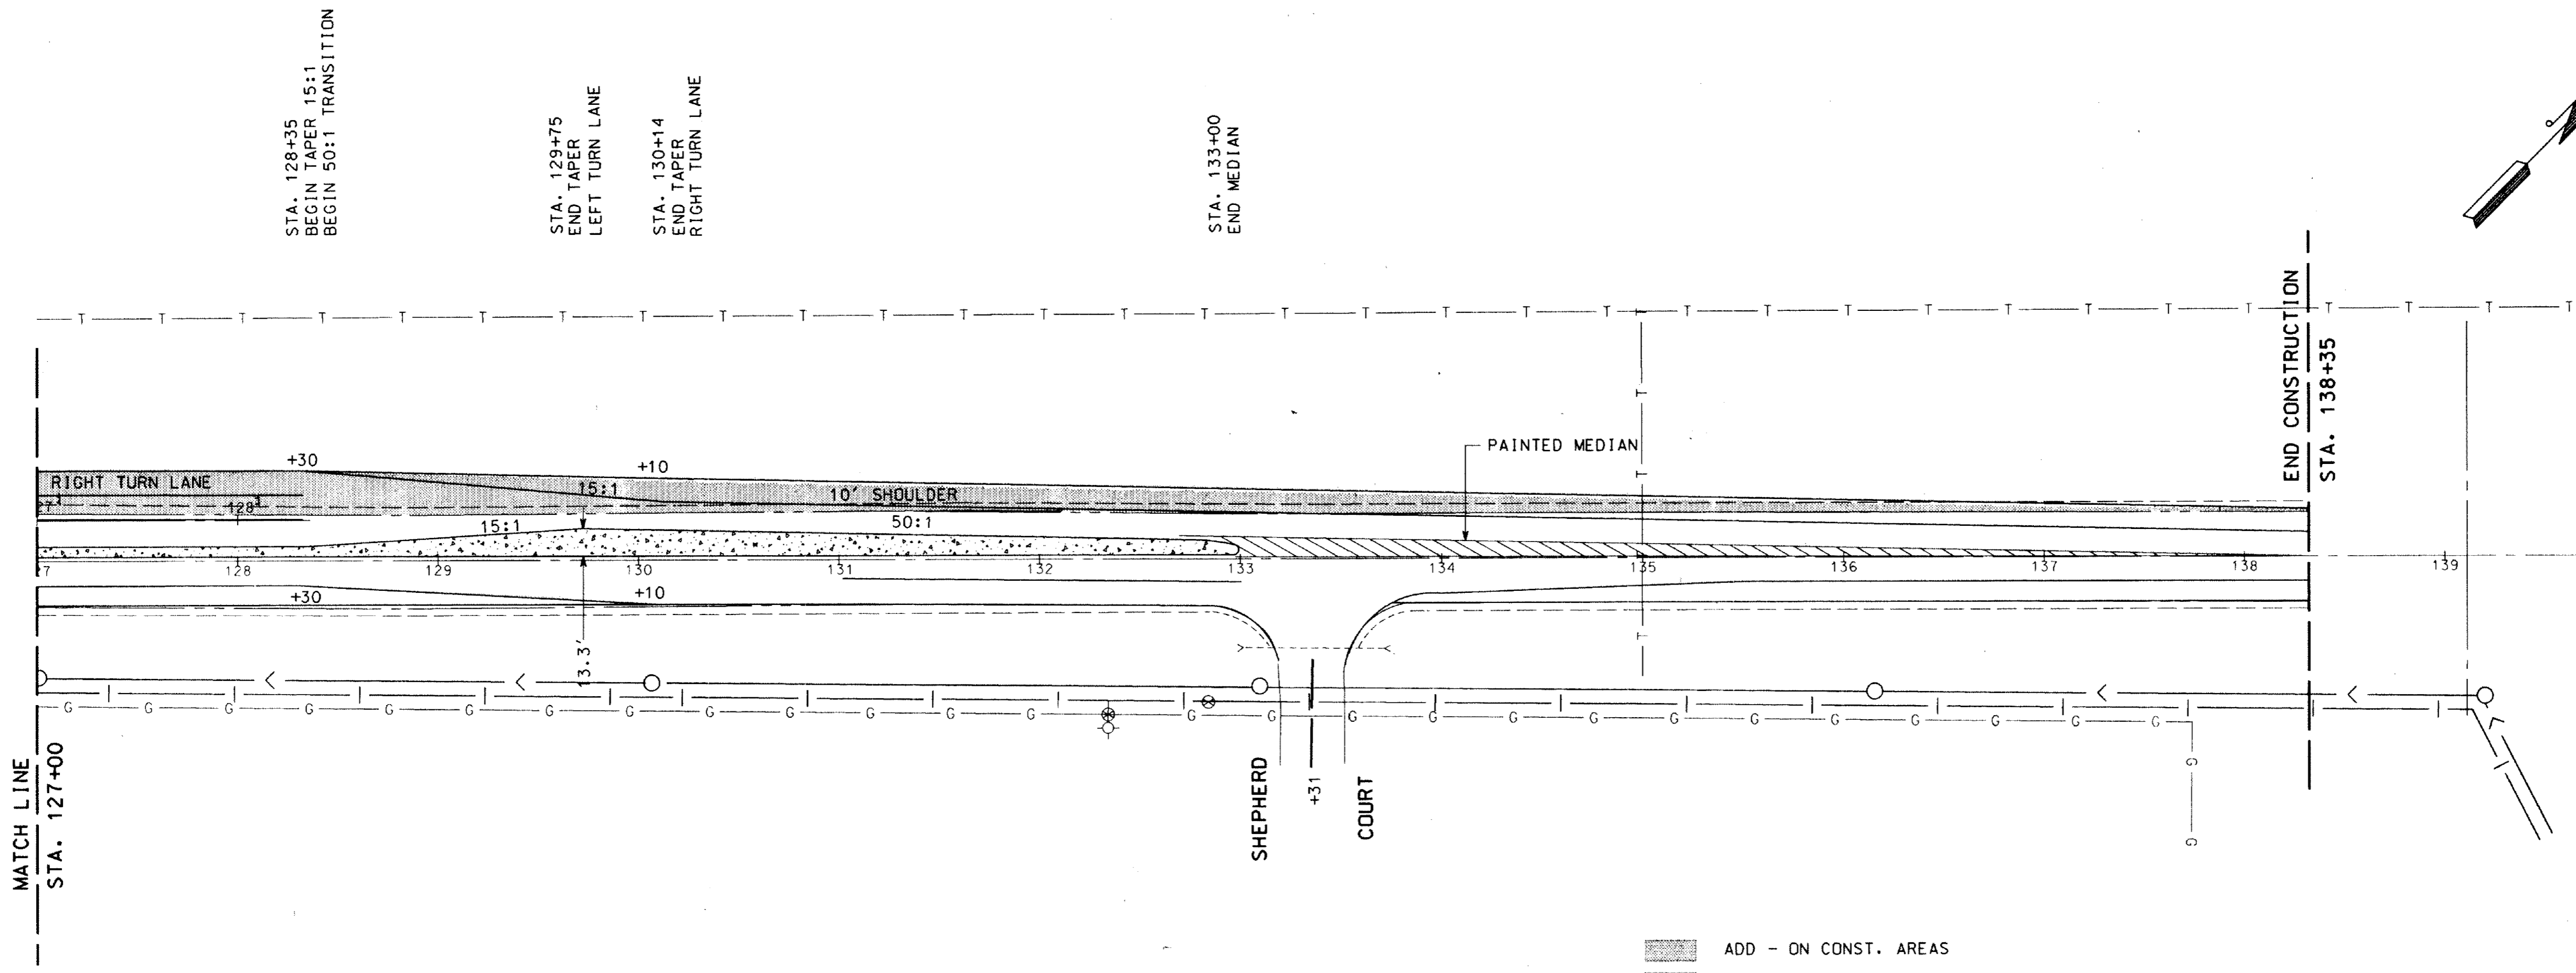 STA. 128+35
BEGIN TAPER 15:1
BEGIN 50:1 TRANSITION
STA. 129+75
END TAPER
LEFT TURN LANE
STA. 130+14
END TAPER
RIGHT TURN LANE
STA. 133+00
END MEDIAN
T T T T T T T T T T T T T T T T T T T T T T T T T T T T T T T T
END CONSTRUCTION
STA. 138+35
T
T
T
PAINTED MEDIAN
+30
+10
RIGHT TURN LANE
15:1
10' SHOULDER
27
128
15:1
50:1
7 128 129 130 131 132 133 134 135 136 137 138 139
+30
+10
13.3'
G G G G G G G G G G G G G G G G G G G G G G G G G G
G
G
MATCH LINE
STA. 127+00
SHEPHERD
+31
COURT
ADD - ON CONST. AREAS